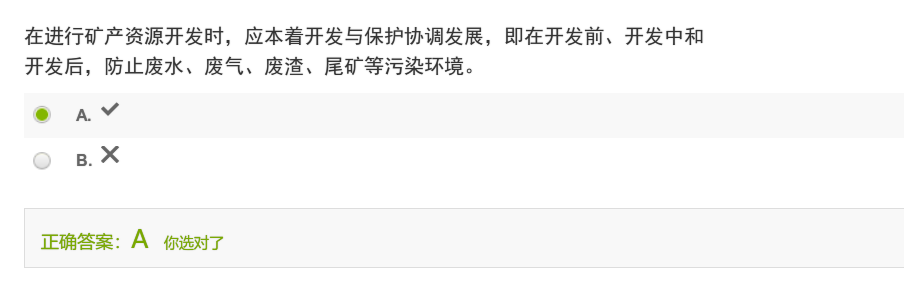 在进行矿产资源开发时，应本着开发与保护协调发展，即在开发前、开发中和
开发后，防止废水、废气、废渣、尾矿等污染环境。
A. ✔
B. ✕
正确答案：A 你选对了